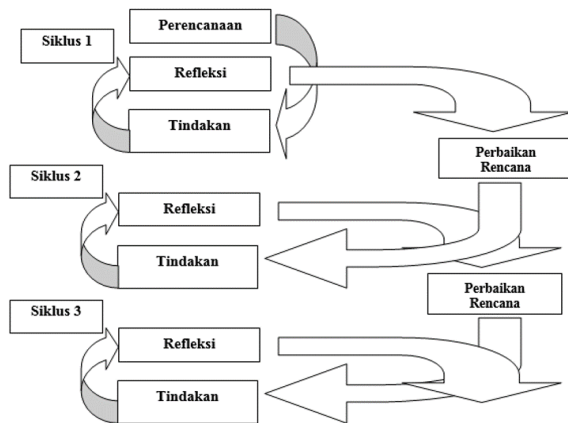 Perencanaan
Siklus 1
Refleksi
Tindakan
Perbaikan
Rencana
Siklus 2
Refleksi
Tindakan
Perbaikan
Rencana
Siklus 3
Refleksi
Tindakan